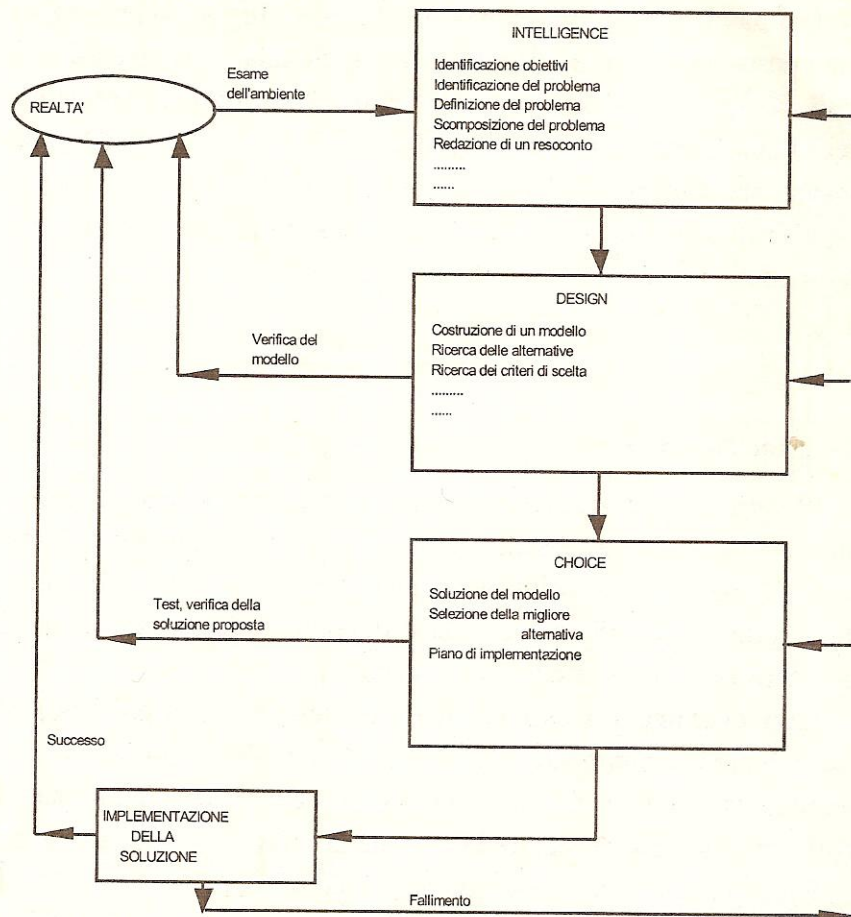 INTELLIGENCE
Identificazione obiettivi
Identificazione del problema
Definizione del problema
Scomposizione del problema
Redazione di un resoconto
.........
......
Esame
dell'ambiente
REALTA'
DESIGN
Costruzione di un modello
Ricerca delle alternative
Ricerca dei criteri di scelta
.........
......
Verifica del
modello
CHOICE
Soluzione del modello
Selezione della migliore
alternativa
Piano di implementazione
Test, verifica della
soluzione proposta
Successo
IMPLEMENTAZIONE
DELLA
SOLUZIONE
Fallimento